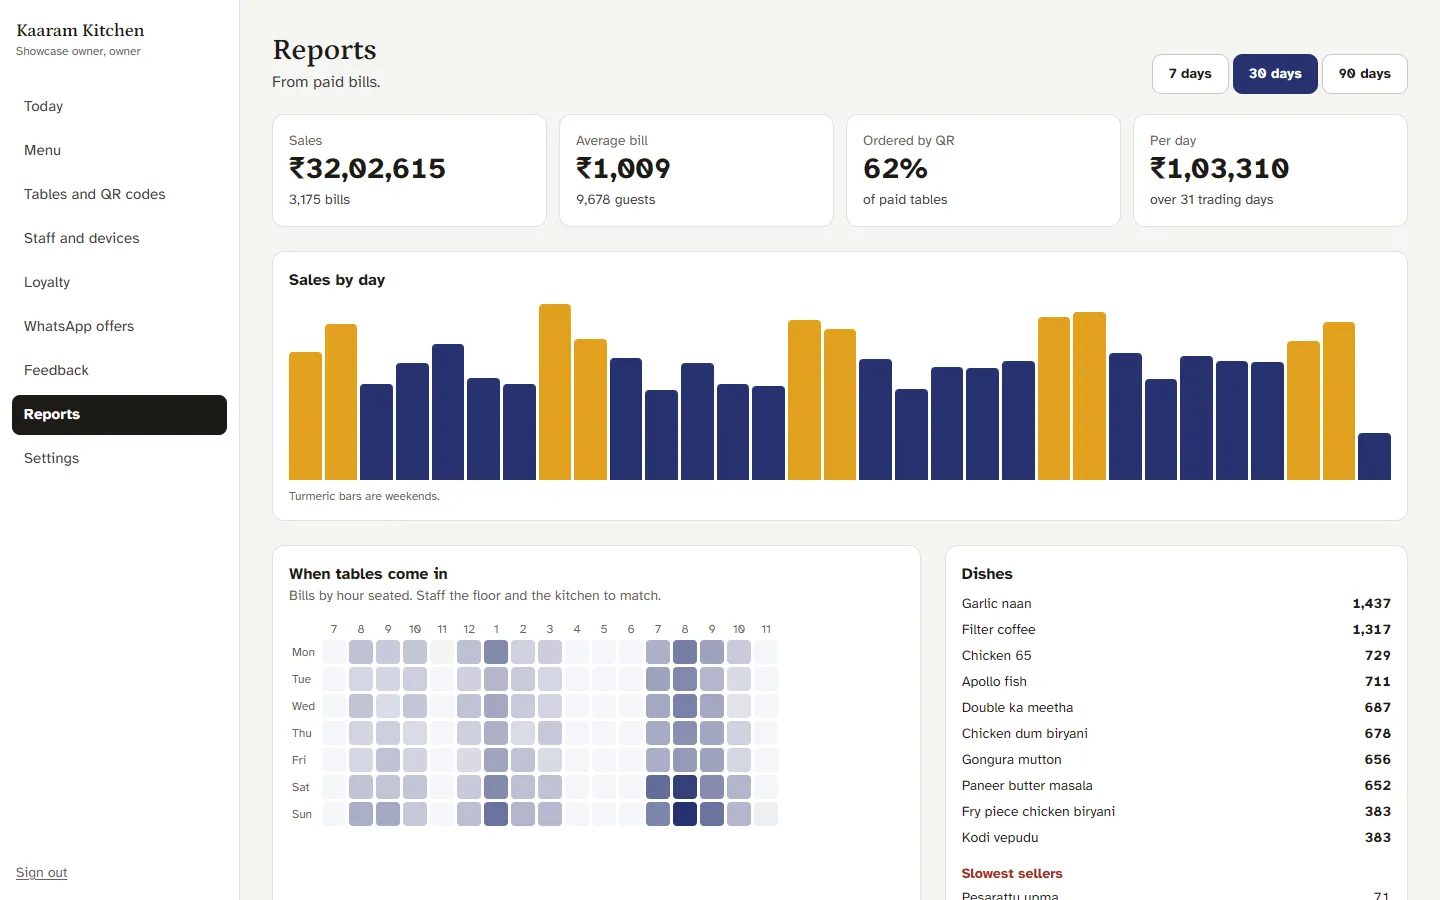 Kaaram Kitchen
Showcase owner, owner
Today
Menu
Tables and QR codes
Staff and devices
Loyalty
WhatsApp offers
Feedback
Reports
Settings
Sign out
Reports
From paid bills.
7 days
30 days
90 days
Sales
₹32,02,615
3,175 bills
Average bill
₹1,009
9,678 guests
Ordered by QR
62%
of paid tables
Per day
₹1,03,310
over 31 trading days
Sales by day
Turmeric bars are weekends.
When tables come in
Bills by hour seated. Staff the floor and the kitchen to match.
7 8 9 10 11 12 1 2 3 4 5 6 7 8 9 10 11
Mon
Tue
Wed
Thu
Fri
Sat
Sun
Dishes
Garlic naan 1,437
Filter coffee 1,317
Chicken 65 729
Apollo fish 711
Double ka meetha 687
Chicken dum biryani 678
Gongura mutton 656
Paneer butter masala 652
Fry piece chicken biryani 383
Kodi vepudu 383
Slowest sellers
Pesarattu upma 71